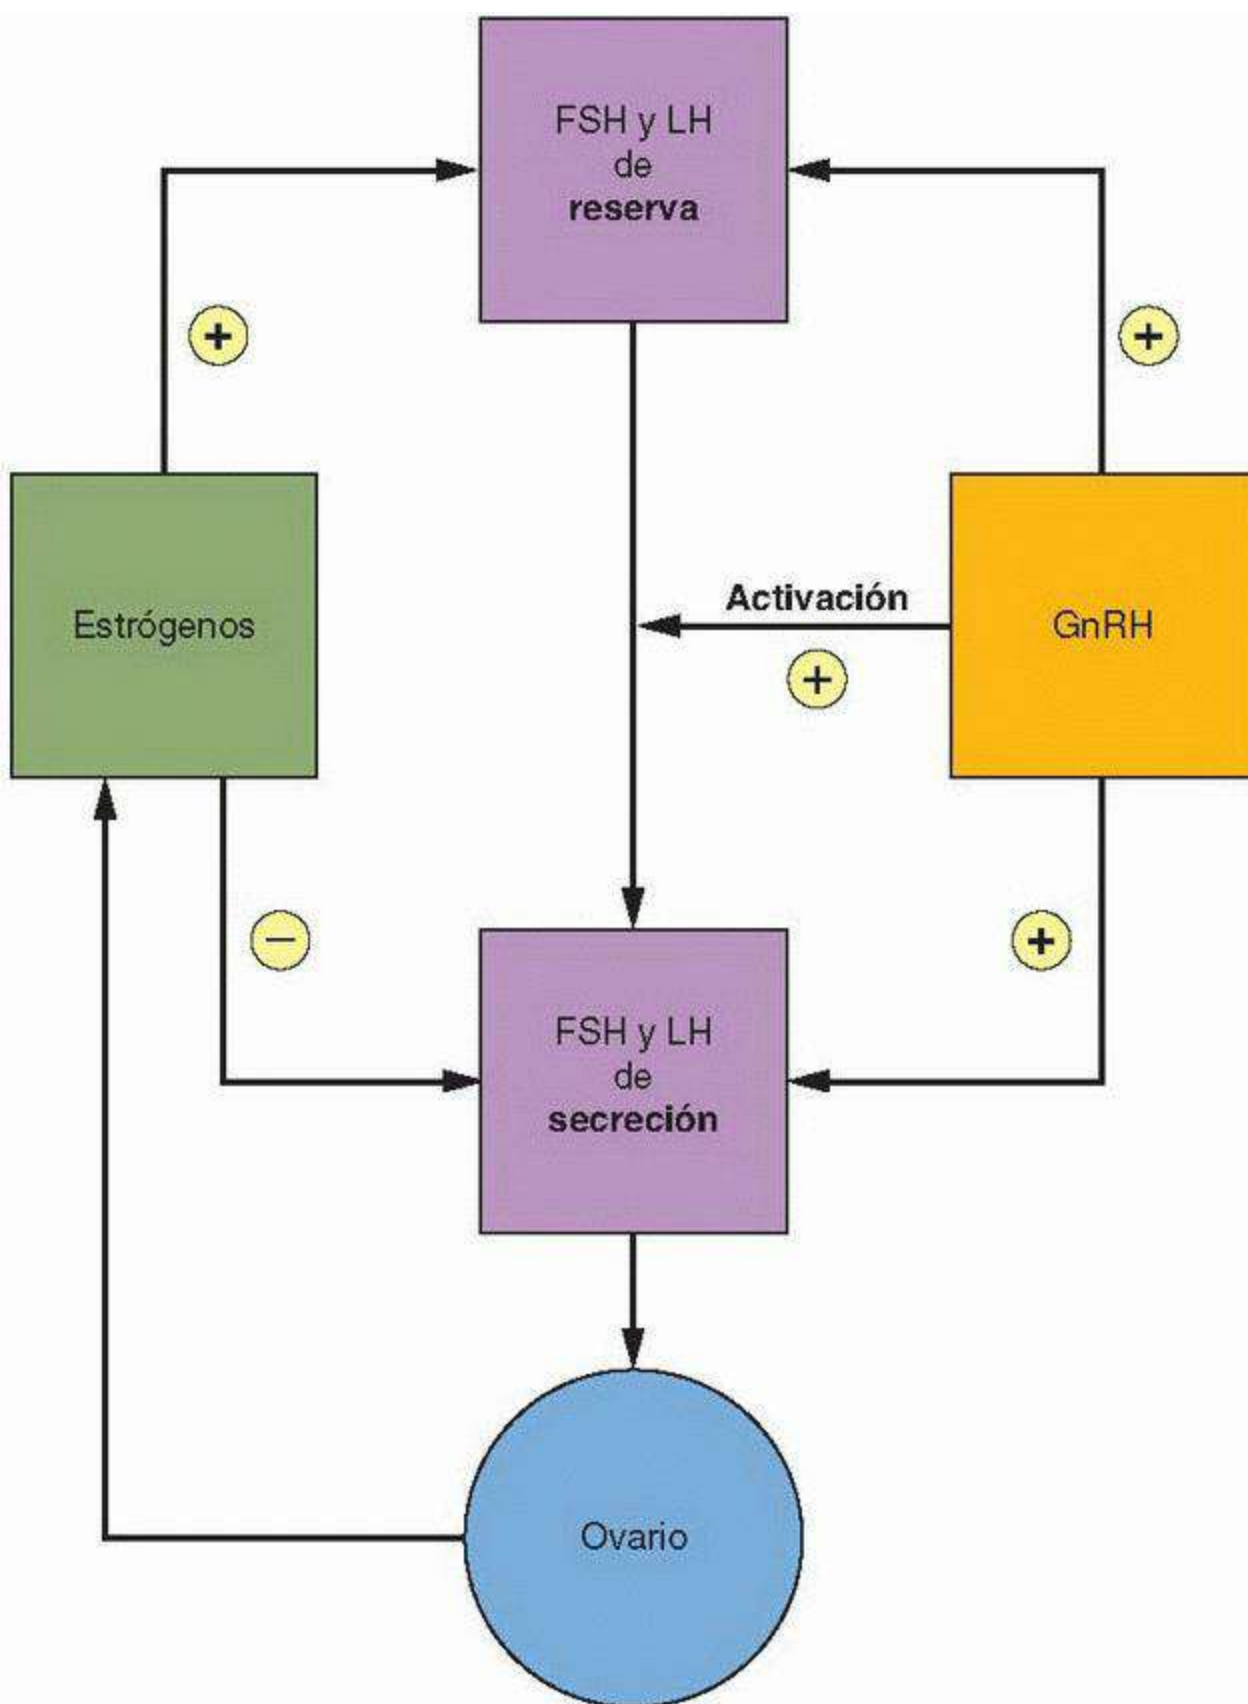 FSH y LH
de
reserva
+
+
Activación
Estrógenos
GnRH
+
−
+
FSH y LH
de
secreción
Ovario